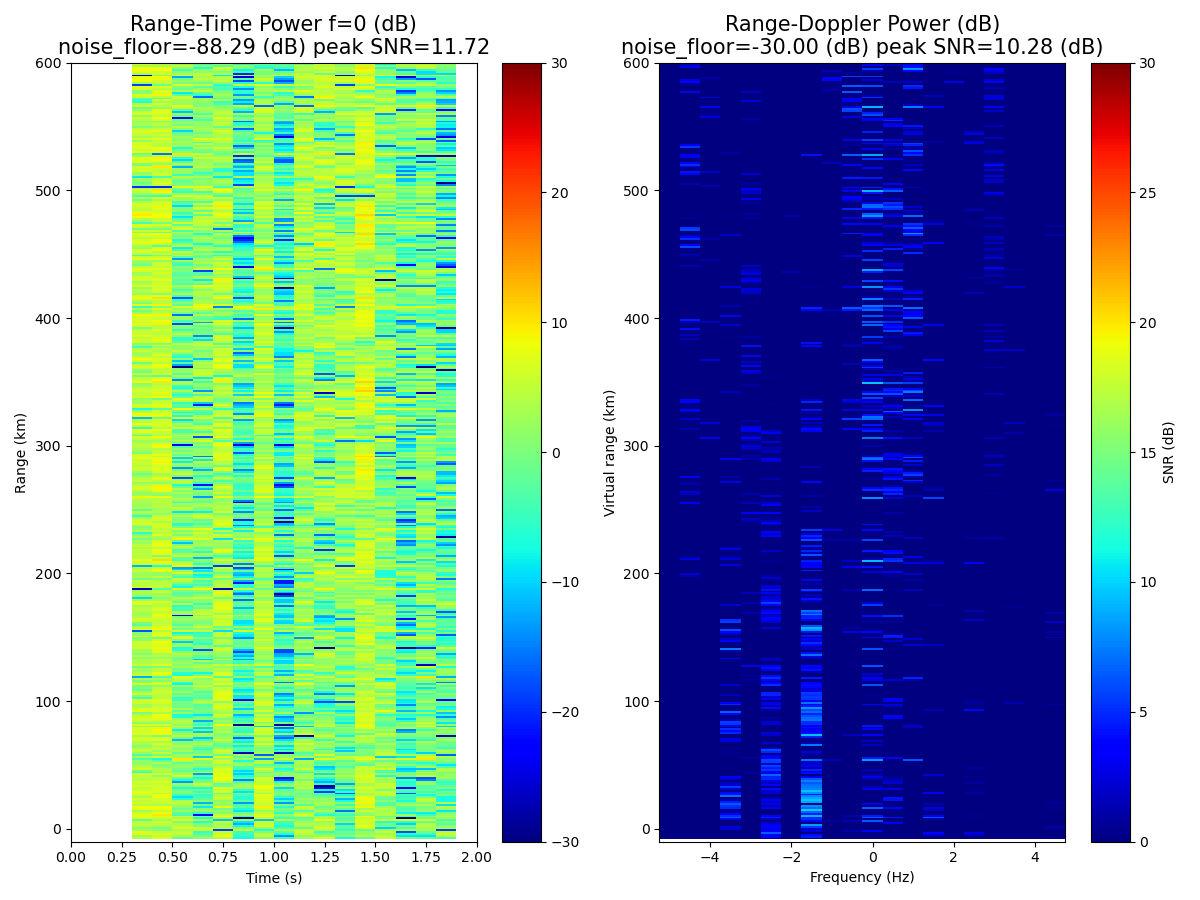 Range-Time Power f=0 (dB)
noise_floor=-88.29 (dB) peak SNR=11.72
600
500
400
300
200
100
0
Range (km)
0.00 0.25 0.50 0.75 1.00 1.25 1.50 1.75 2.00
Time (s)
30
20
10
0
−10
−20
−30
Range-Doppler Power (dB)
noise_floor=-30.00 (dB) peak SNR=10.28 (dB)
600
500
400
300
200
100
0
Virtual range (km)
−4 −2 0 2 4
Frequency (Hz)
30
25
20
15
10
5
0
SNR (dB)